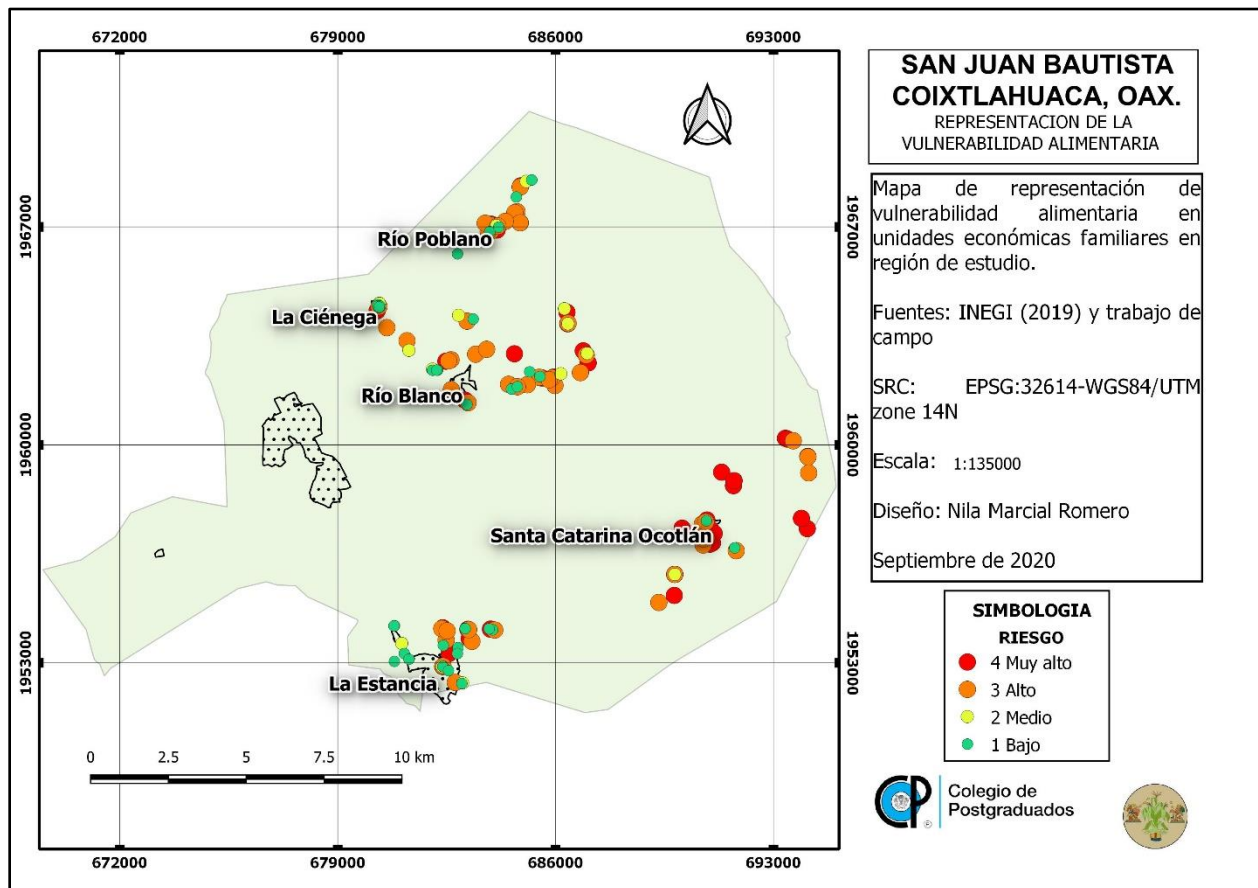 672000 679000 686000 693000
SAN JUAN BAUTISTA
COIXTLAHUACA, OAX.
REPRESENTACION DE LA
VULNERABILIDAD ALIMENTARIA
Mapa de representación de
vulnerabilidad alimentaria en
unidades económicas familiares en
región de estudio.
Fuentes: INEGI (2019) y trabajo de
campo
SRC: EPSG:32614-WGS84/UTM
zone 14N
Escala: 1:135000
Diseño: Nila Marcial Romero
Septiembre de 2020
SIMBOLOGIA
RIESGO
4 Muy alto
3 Alto
2 Medio
1 Bajo
Colegio de
Postgraduados
CP
®
1967000 1967000
Río Poblano
La Ciénega
Río Blanco
1960000 1960000
Santa Catarina Ocotlán
1953000 1953000
La Estancia
0 2.5 5 7.5 10 km
672000 679000 686000 693000